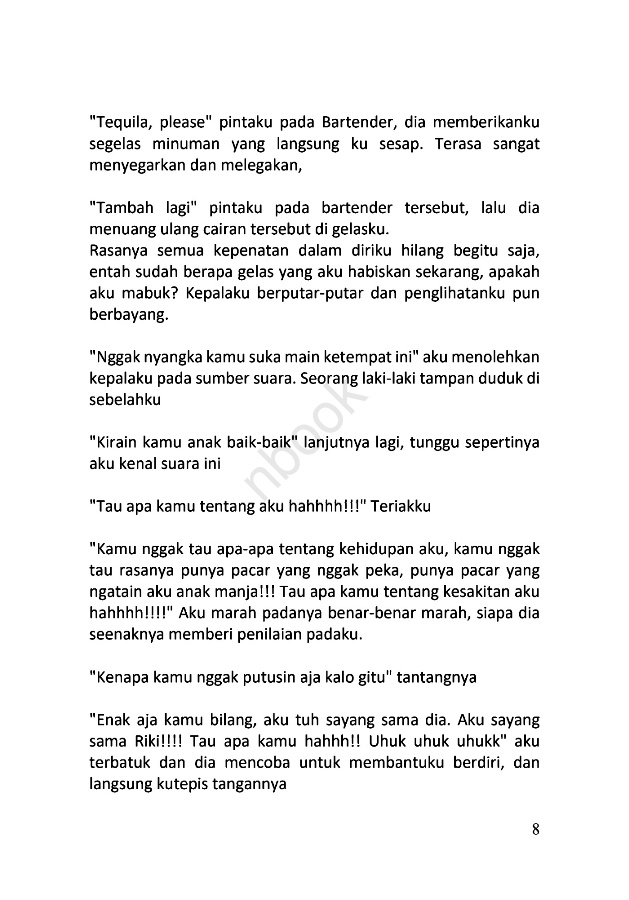 "Tequila, please" pintaku pada Bartender, dia memberikanku
segelas minuman yang langsung ku sesap. Terasa sangat
menyegarkan dan melegakan,
"Tambah lagi" pintaku pada bartender tersebut, lalu dia
menuang ulang cairan tersebut di gelasku.
Rasanya semua kepenatan dalam diriku hilang begitu saja,
entah sudah berapa gelas yang aku habiskan sekarang, apakah
aku mabuk? Kepalaku berputar-putar dan penglihatanku pun
berbayang.
"Nggak nyangka kamu suka main ketempat ini" aku menolehkan
kepalaku pada sumber suara. Seorang laki-laki tampan duduk di
sebelahku
"Kirain kamu anak baik-baik" lanjutnya lagi, tunggu sepertinya
aku kenal suara ini
nbook
"Tau apa kamu tentang aku hahhhh!!!" Teriakku
"Kamu nggak tau apa-apa tentang kehidupan aku, kamu nggak
tau rasanya punya pacar yang nggak peka, punya pacar yang
ngatain aku anak manja!!! Tau apa kamu tentang kesakitan aku
hahhhh!!!!" Aku marah padanya benar-benar marah, siapa dia
seenaknya memberi penilaian padaku.
"Kenapa kamu nggak putusin aja kalo gitu" tantangnya
"Enak aja kamu bilang, aku tuh sayang sama dia. Aku sayang
sama Riki!!!! Tau apa kamu hahhh!! Uhuk uhuk uhukk" aku
terbatuk dan dia mencoba untuk membantuku berdiri, dan
langsung kutepis tangannya
8